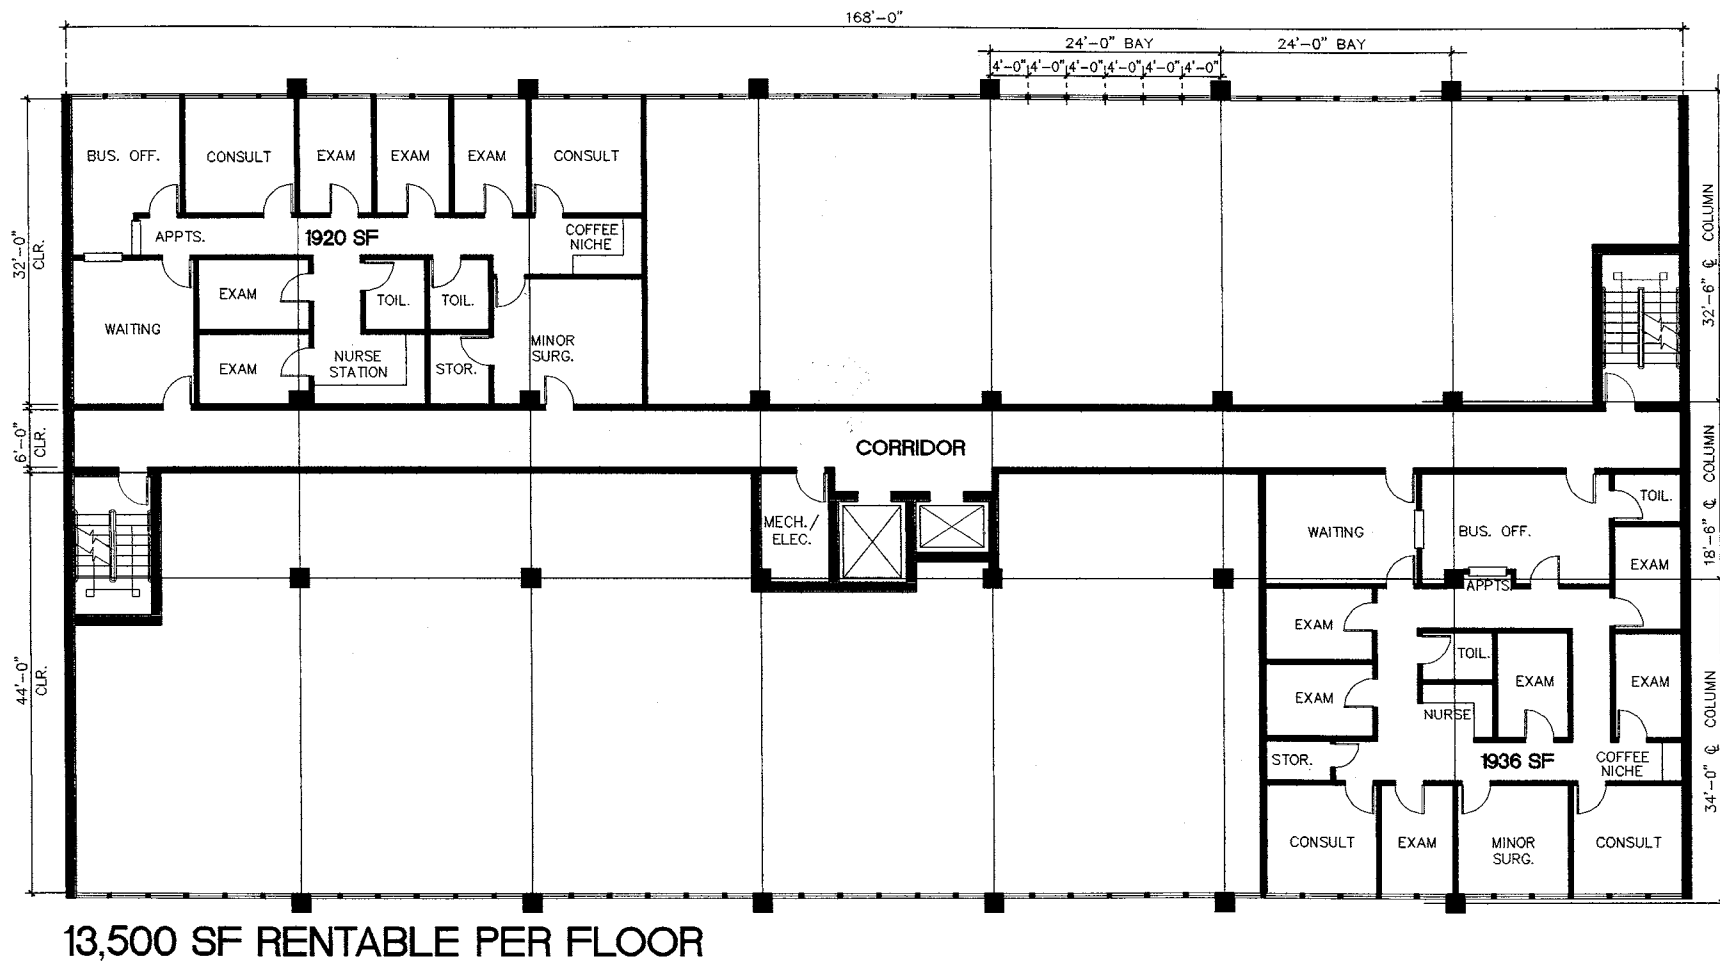 168'-0"
24'-0" BAY
24'-0" BAY
4'-0" 4'-0" 4'-0" 4'-0" 4'-0" 4'-0"
BUS. OFF.
CONSULT
EXAM
EXAM
EXAM
CONSULT
APPTS.
1920 SF
COFFEE
NICHE
32'-0"
CLR.
EXAM
TOIL.
TOIL.
WAITING
EXAM
NURSE
STATION
STOR.
MINOR
SURG.
32'-6" ℄ COLUMN
6'-0"
CLR.
CORRIDOR
18'-6" ℄ COLUMN
MECH./
ELEC.
WAITING
BUS. OFF.
TOIL.
EXAM
APPTS.
44'-0"
CLR.
EXAM
TOIL.
EXAM
EXAM
EXAM
NURSE
34'-0" ℄ COLUMN
STOR.
1936 SF
COFFEE
NICHE
CONSULT
EXAM
MINOR
SURG.
CONSULT
13,500 SF RENTABLE PER FLOOR